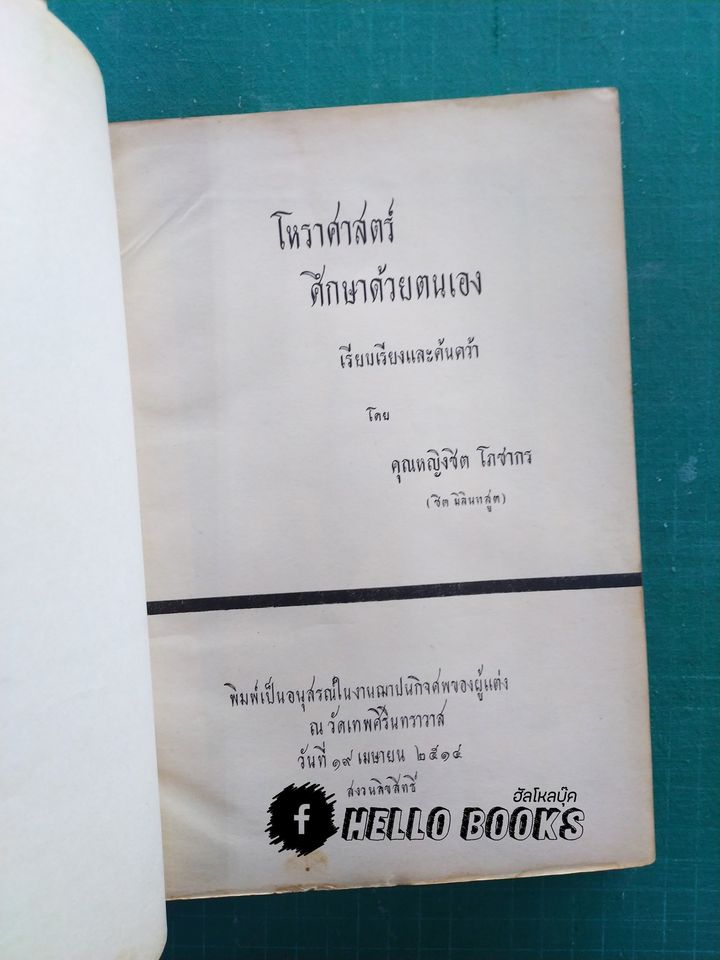 โหราศาสตร์
ศึกษาด้วยตนเอง
เรียบเรียงและค้นคว้า
โดย
คุณหญิงชิต โภชากร
(ชิต มิลินทสูต)
พิมพ์เป็นอนุสรณ์ในงานฌาปนกิจศพของผู้แต่ง
ณ วัดเทพศิรินทราวาส
วันที่ ๑๙ เมษายน ๒๕๑๔
สงวนลิขสิทธิ์
ฮัลโหลบุ๊ค
f HELLO BOOKS